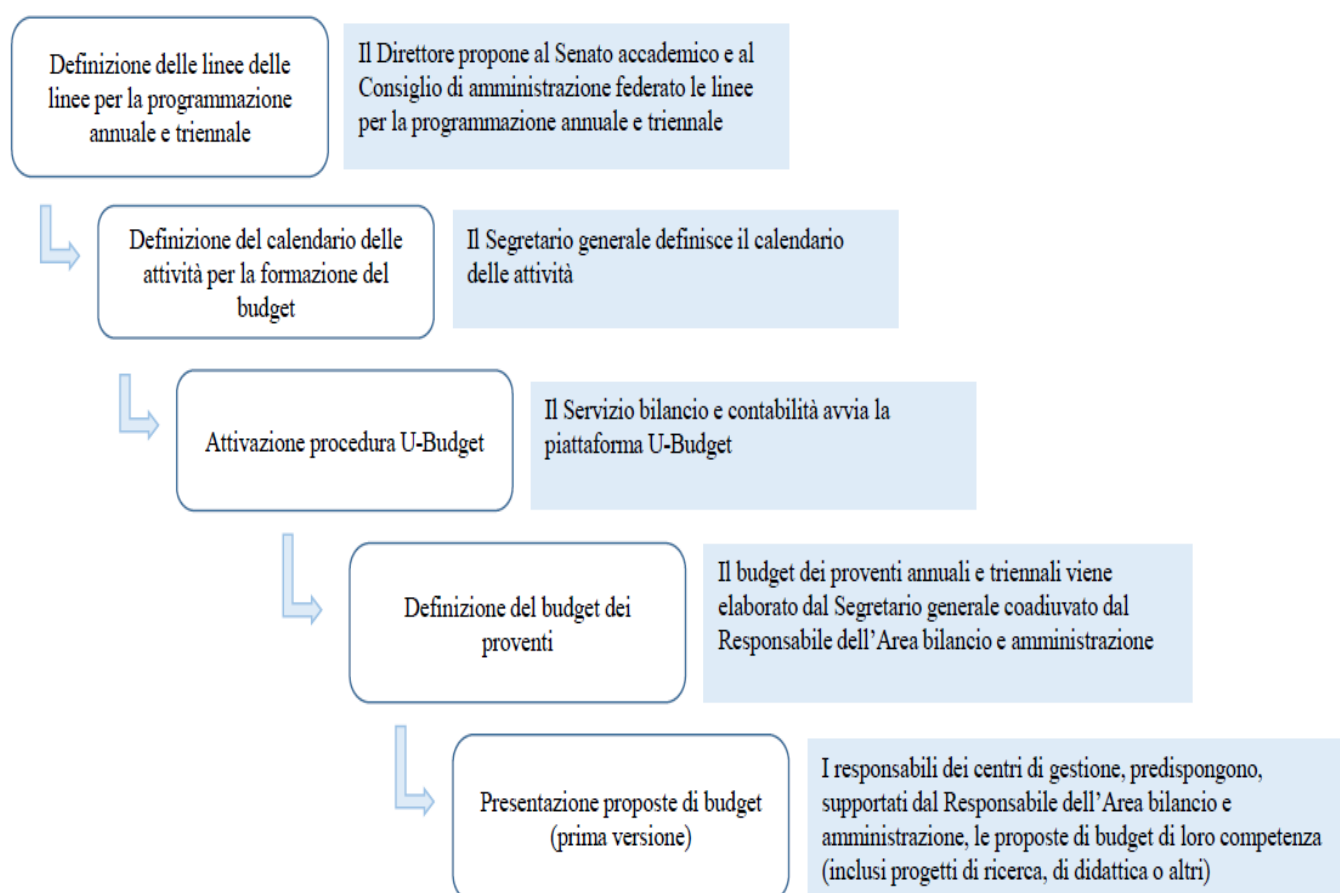 Definizione delle linee delle
linee per la programmazione
annuale e triennale
Il Direttore propone al Senato accademico e al
Consiglio di amministrazione federato le linee
per la programmazione annuale e triennale
Definizione del calendario delle
attività per la formazione del
budget
Il Segretario generale definisce il calendario
delle attività
Attivazione procedura U-Budget
Il Servizio bilancio e contabilità avvia la
piattaforma U-Budget
Definizione del budget dei
proventi
Il budget dei proventi annuali e triennali viene
elaborato dal Segretario generale coadiuvato dal
Responsabile dell’Area bilancio e amministrazione
Presentazione proposte di budget
(prima versione)
I responsabili dei centri di gestione, predispongono,
supportati dal Responsabile dell’Area bilancio e
amministrazione, le proposte di budget di loro competenza
(inclusi progetti di ricerca, di didattica o altri)